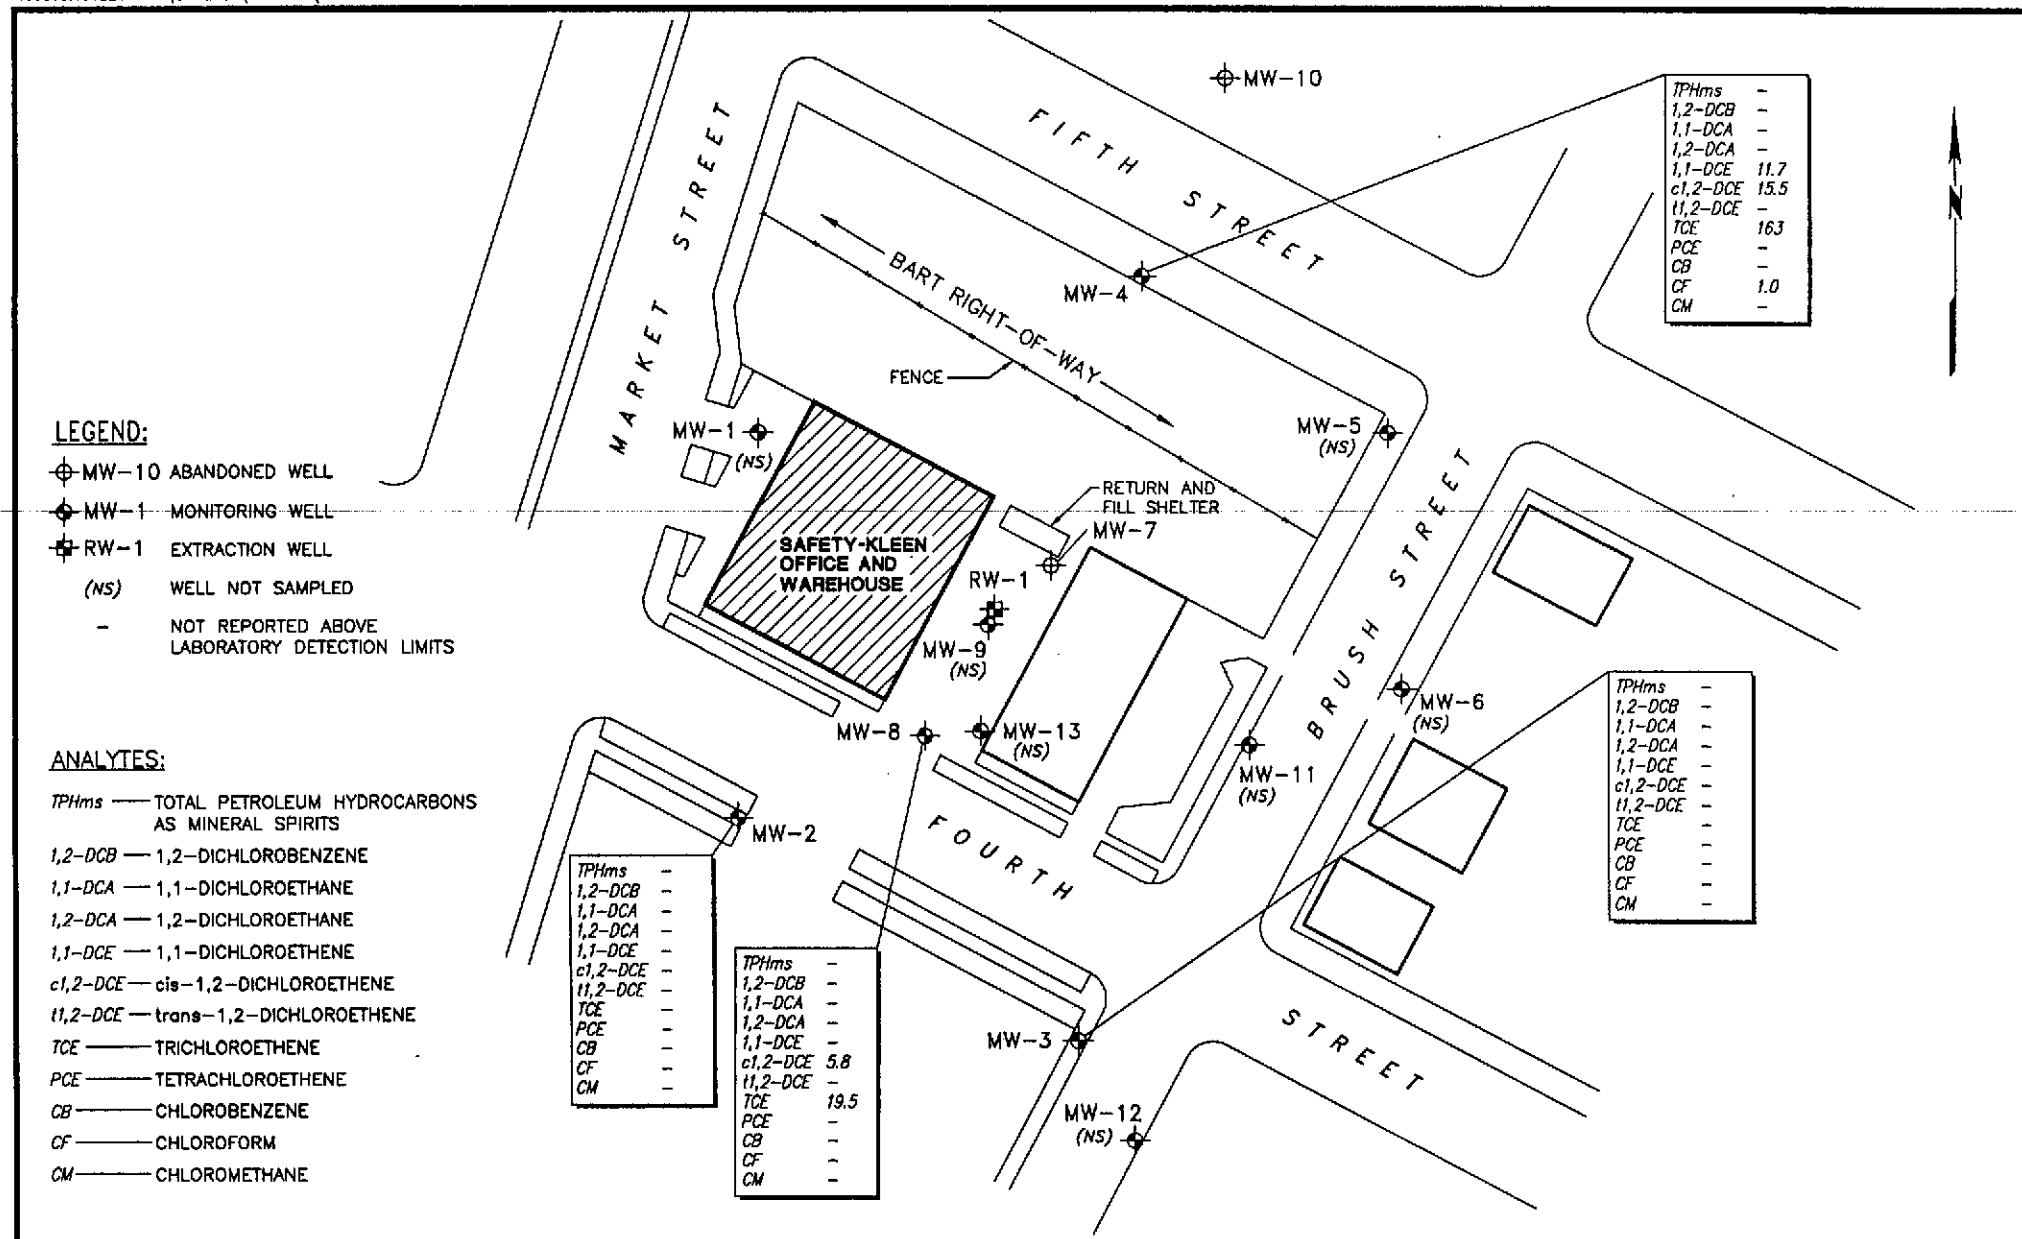 MW-10
FIFTH STREET
MARKET STREET
TPHms -
1,2-DCB -
1,1-DCA -
1,2-DCA -
1,1-DCE 11.7
c1,2-DCE 15.5
t1,2-DCE -
TCE 163
PCE -
CB -
CF 1.0
CM -
N
MW-4
BART RIGHT-OF-WAY
FENCE
MW-1
(NS)
MW-5
(NS)
RETURN AND
FILL SHELTER
MW-7
SAFETY-KLEEN
OFFICE AND
WAREHOUSE
RW-1
MW-9
(NS)
BRUSH STREET
MW-6
(NS)
MW-8
MW-13
(NS)
MW-11
(NS)
MW-2
FOURTH
STREET
MW-3
MW-12
(NS)
LEGEND:
MW-10 ABANDONED WELL
MW-1 MONITORING WELL
RW-1 EXTRACTION WELL
(NS) WELL NOT SAMPLED
- NOT REPORTED ABOVE
LABORATORY DETECTION LIMITS
ANALYTES:
TPHms — TOTAL PETROLEUM HYDROCARBONS
AS MINERAL SPIRITS
1,2-DCB — 1,2-DICHLOROBENZENE
1,1-DCA — 1,1-DICHLOROETHANE
1,2-DCA — 1,2-DICHLOROETHANE
1,1-DCE — 1,1-DICHLOROETHENE
c1,2-DCE — cis-1,2-DICHLOROETHENE
t1,2-DCE — trans-1,2-DICHLOROETHENE
TCE — TRICHLOROETHENE
PCE — TETRACHLOROETHENE
CB — CHLOROBENZENE
CF — CHLOROFORM
CM — CHLOROMETHANE
TPHms -
1,2-DCB -
1,1-DCA -
1,2-DCA -
1,1-DCE -
c1,2-DCE -
t1,2-DCE -
TCE -
PCE -
CB -
CF -
CM -
TPHms -
1,2-DCB -
1,1-DCA -
1,2-DCA -
1,1-DCE -
c1,2-DCE 5.8
t1,2-DCE -
TCE 19.5
PCE -
CB -
CF -
CM -
TPHms -
1,2-DCB -
1,1-DCA -
1,2-DCA -
1,1-DCE -
c1,2-DCE -
t1,2-DCE -
TCE -
PCE -
CB -
CF -
CM -